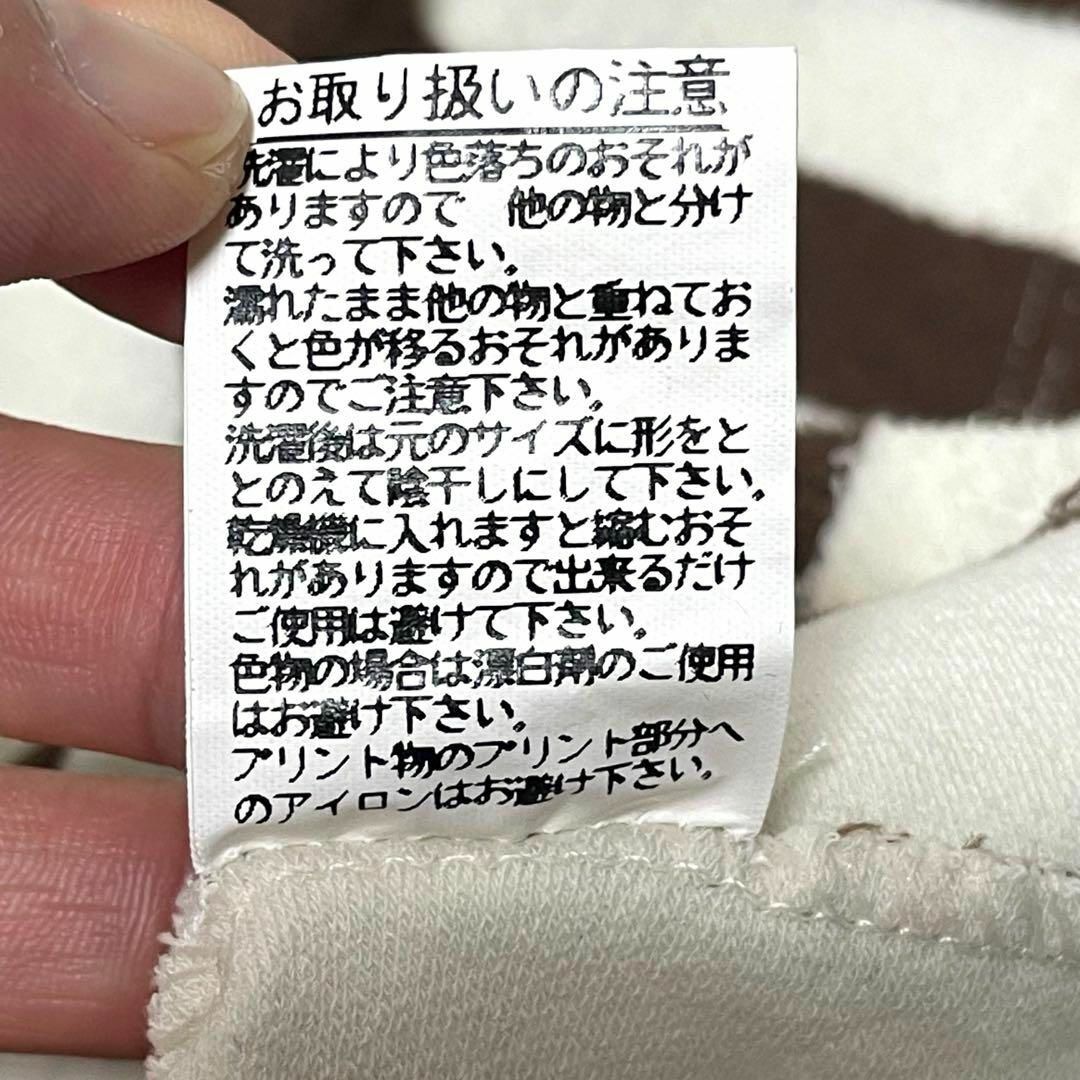 お取り扱いの注意
洗濯により色落ちのおそれが
ありますので　他の物と分け
て洗って下さい。
濡れたまま他の物と重ねてお
くと色が移るおそれがありま
すのでご注意下さい。
洗濯後は元のサイズに形をと
とのえて陰干しにして下さい。
乾燥機に入れますと縮むおそ
れがありますので出来るだけ
ご使用は避けて下さい。
色物の場合は漂白剤のご使用
はお避け下さい。
プリント物のプリント部分へ
のアイロンはお避け下さい。